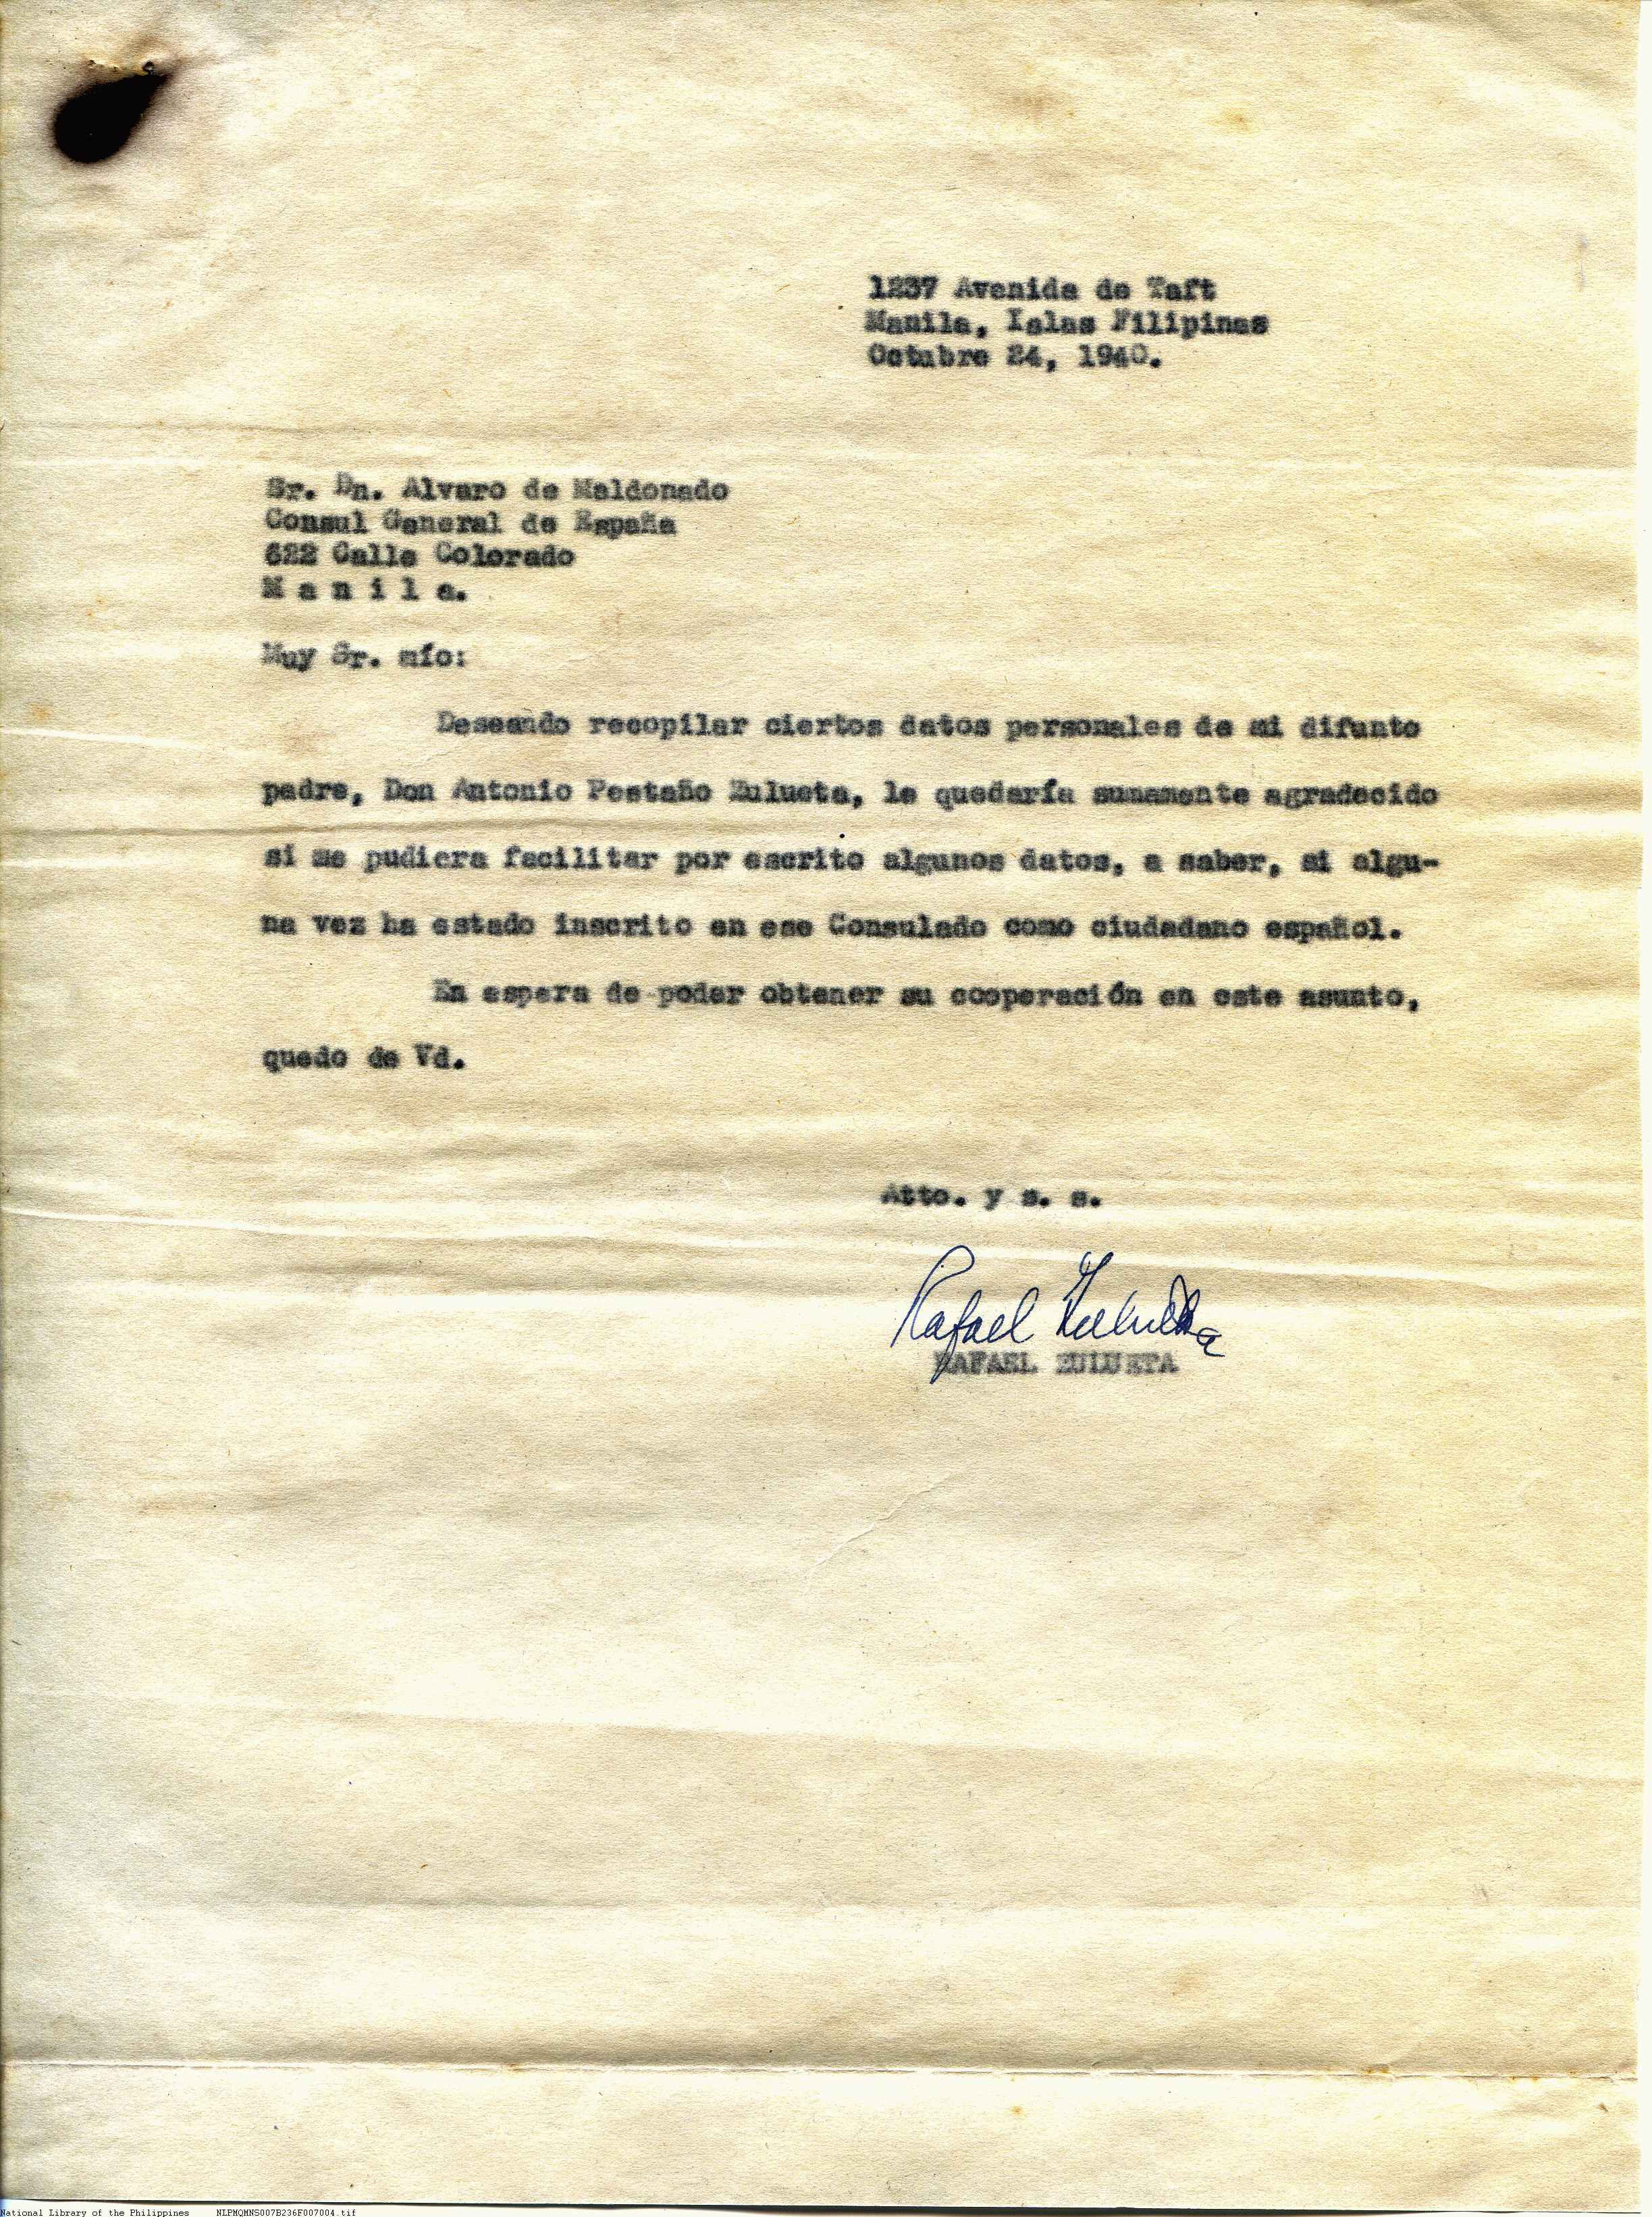 1237 Avenida de Taft
Manila, Islas Filipinas
Octubre 24, 1940.
Sr. Dn. Alvaro de Maldonado
Consul General de España
622 Calle Colorado
M a n i l a.
Muy Sr. mío:
Deseando recopilar ciertos datos personales de mi difunto
padre, Don Antonio Pestaño Zulueta, le quedaría sumamente agradecido
si me pudiera facilitar por escrito algunos datos, a saber, si algu-
na vez ha estado inscrito en ese Consulado como ciudadano español.
En espera de poder obtener su cooperación en este asunto,
quedo de Vd.
Atto. y s. s.
Rafael Zulueta
RAFAEL ZULUETA
National Library of the Philippines NLPMQMNS007B236F007004.tif